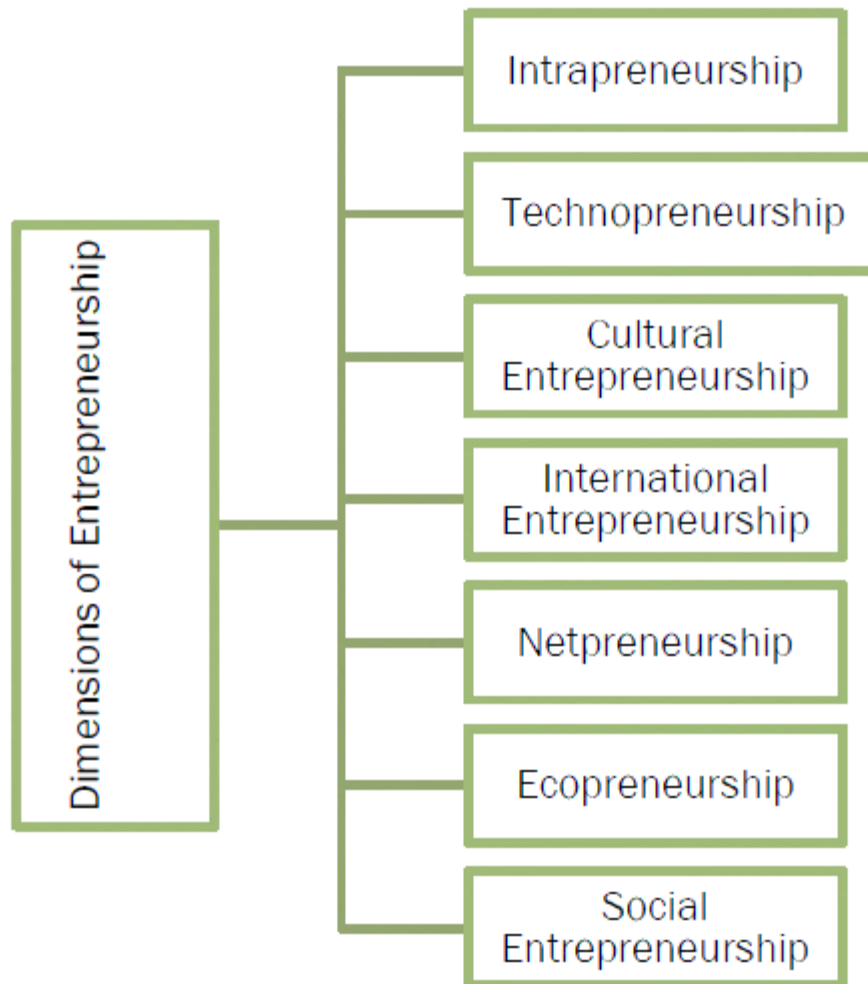 Dimensions of Entrepreneurship
Intrapreneurship
Technopreneurship
Cultural
Entrepreneurship
International
Entrepreneurship
Netpreneurship
Ecopreneurship
Social
Entrepreneurship